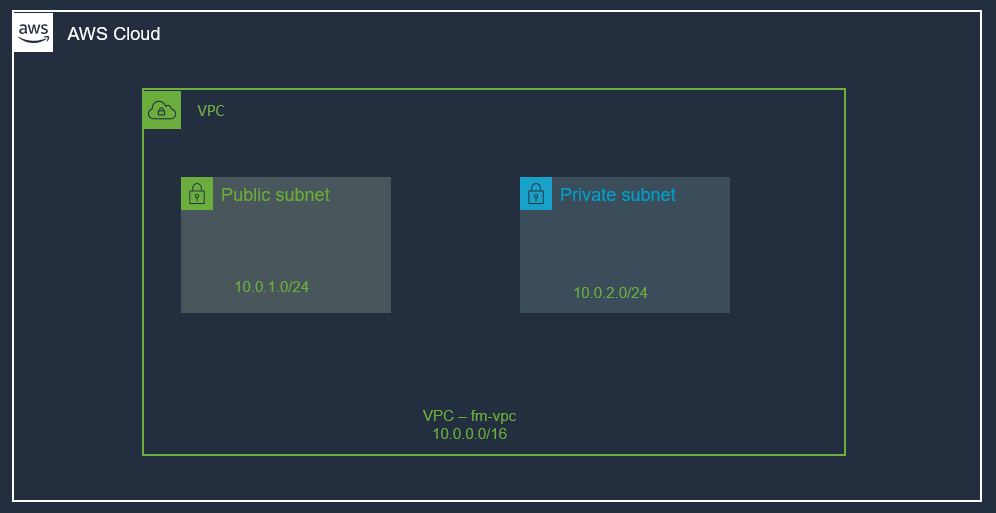 aws
AWS Cloud
VPC
Public subnet
Private subnet
10.0.1.0/24
10.0.2.0/24
VPC – fm-vpc
10.0.0.0/16